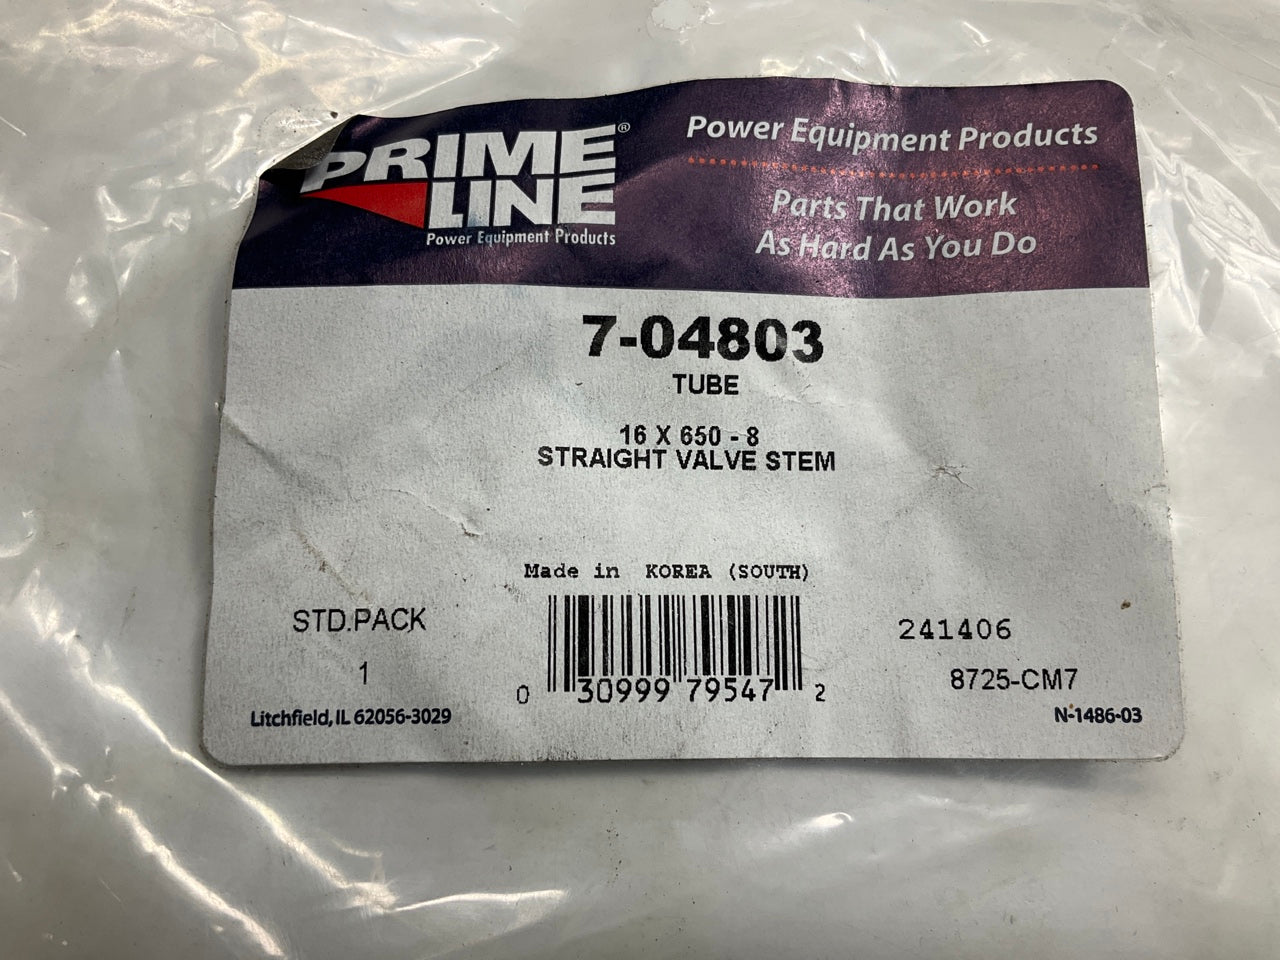 PRIME
LINE®
Power Equipment Products
Power Equipment Products
Parts That Work
As Hard As You Do
7-04803
TUBE
16 X 650 - 8
STRAIGHT VALVE STEM
Made in KOREA (SOUTH)
STD.PACK
1
0 30999 79547 2
241406
8725-CM7
Litchfield, IL 62056-3029
N-1486-03